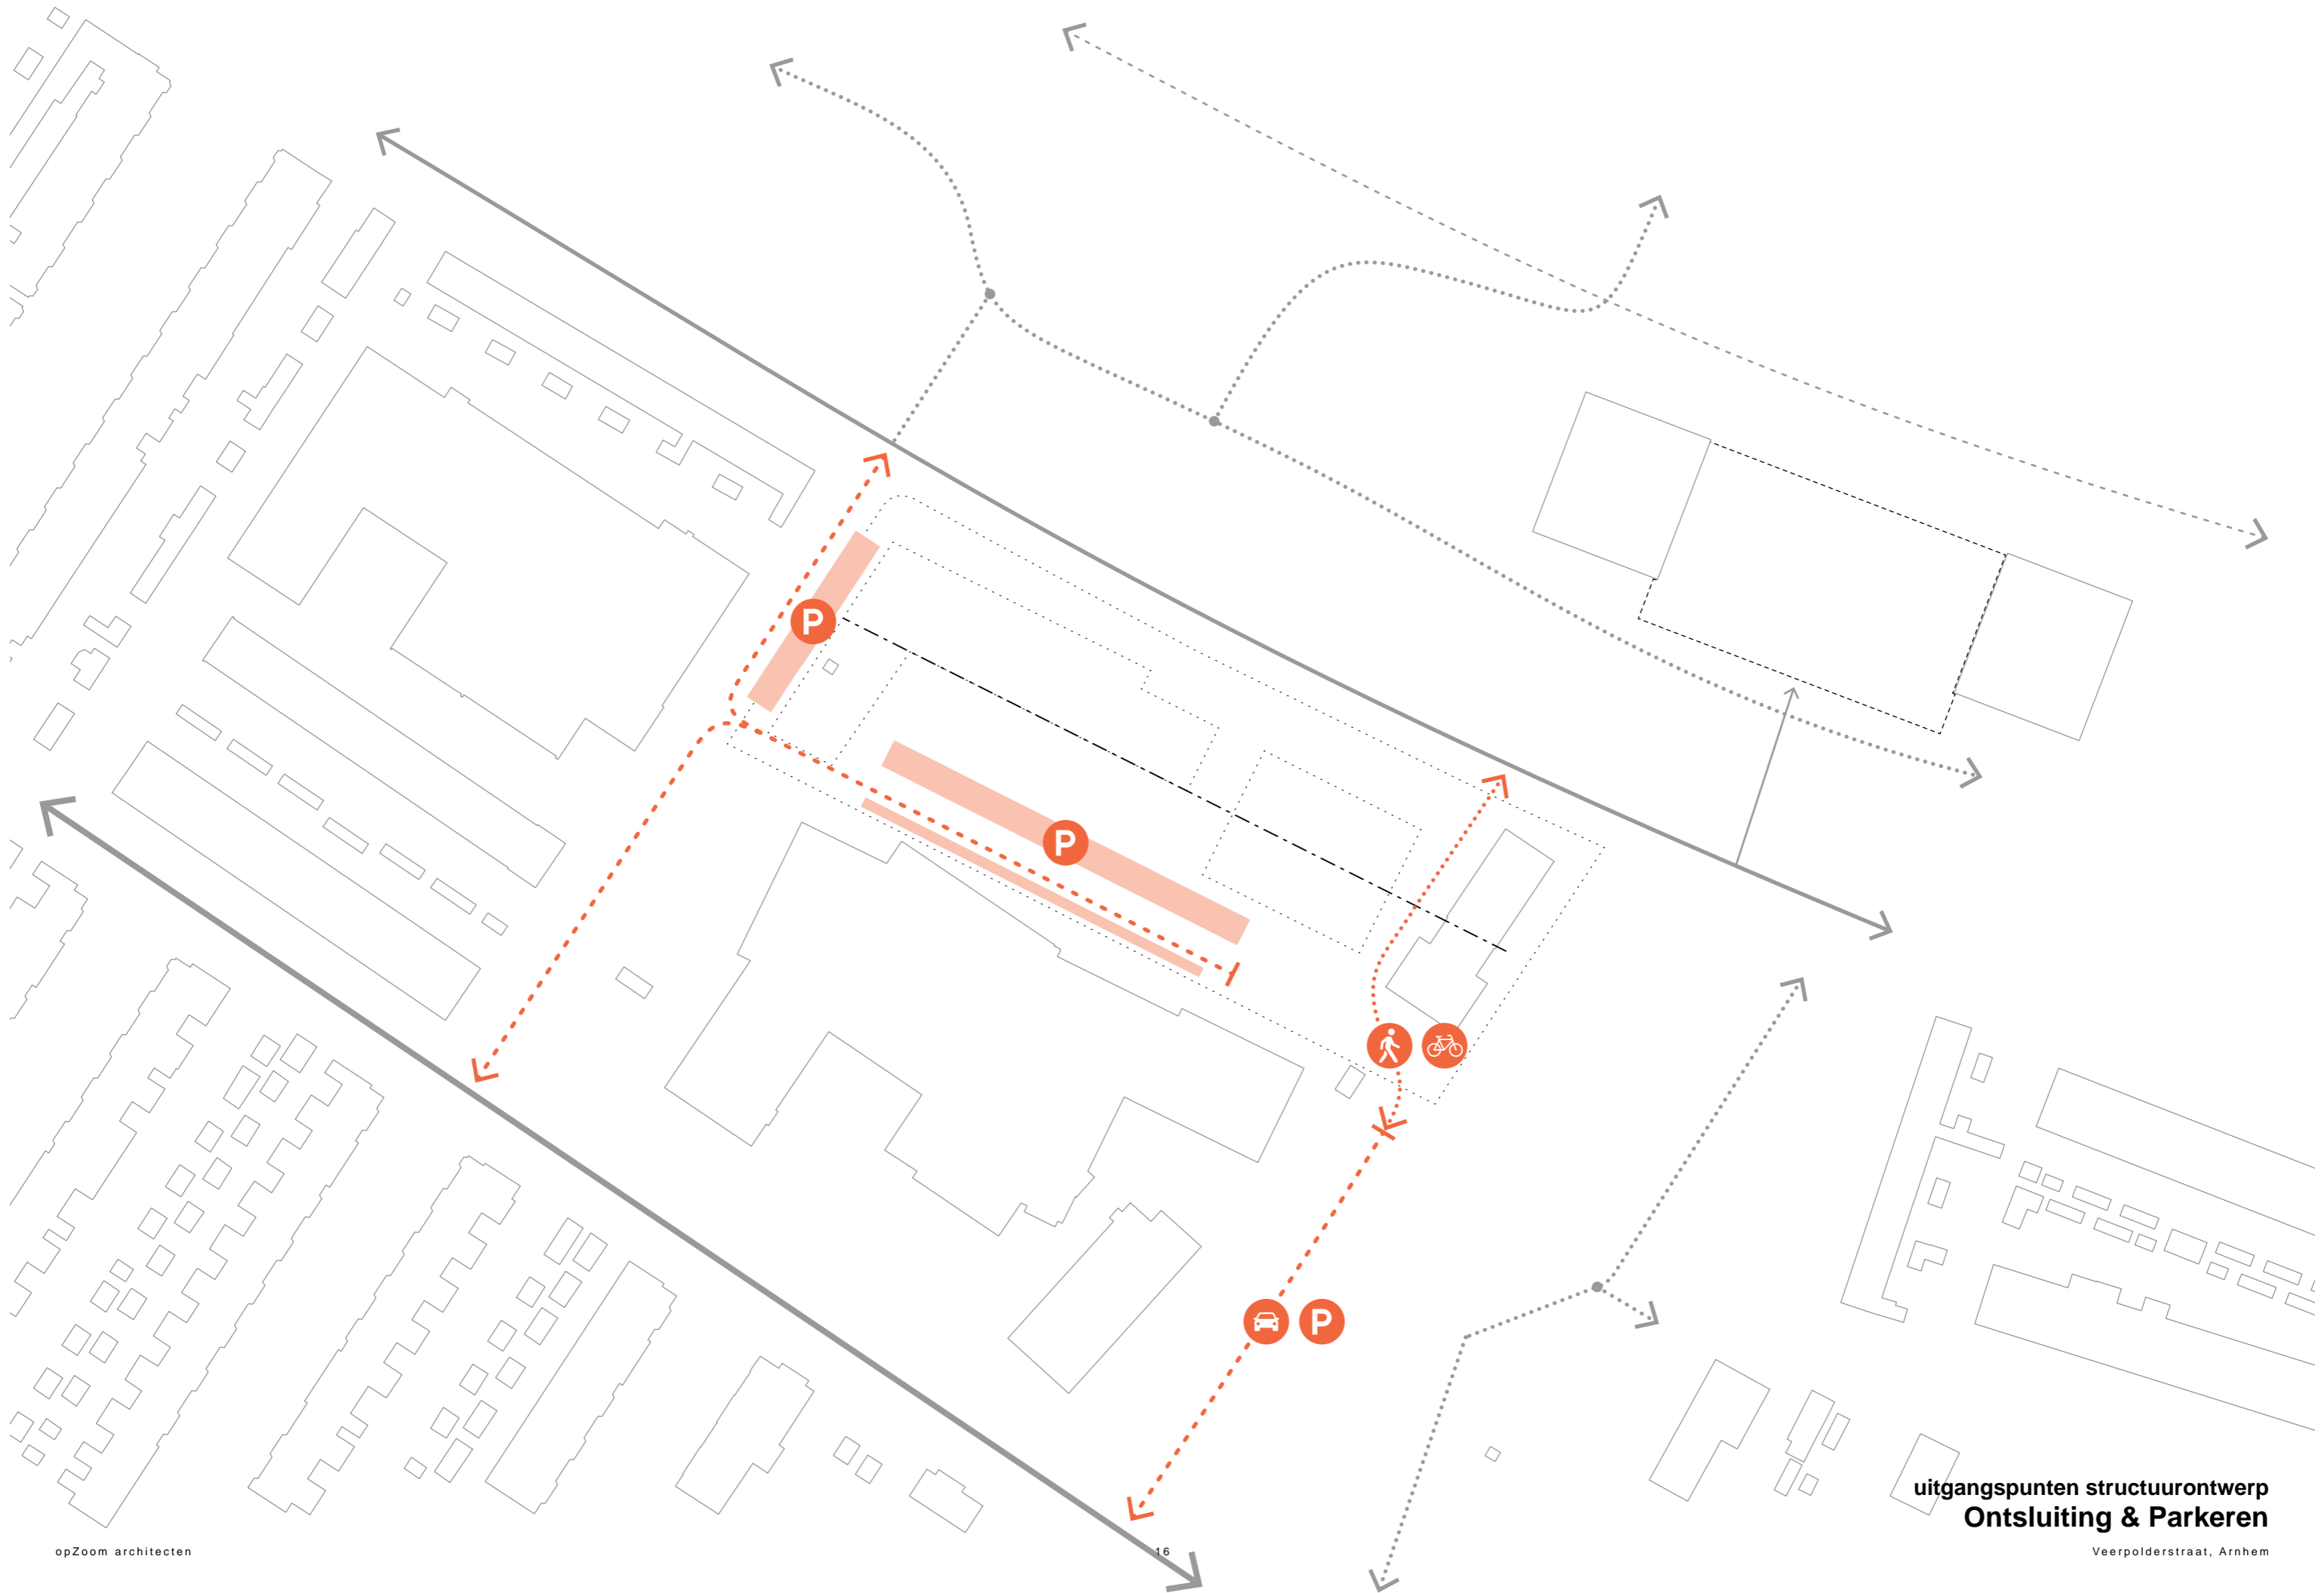 P
P
P
uitgangspunten structuurontwerp
Ontsluiting & Parkeren
opZoom architecten
16
Veerpolderstraat, Arnhem